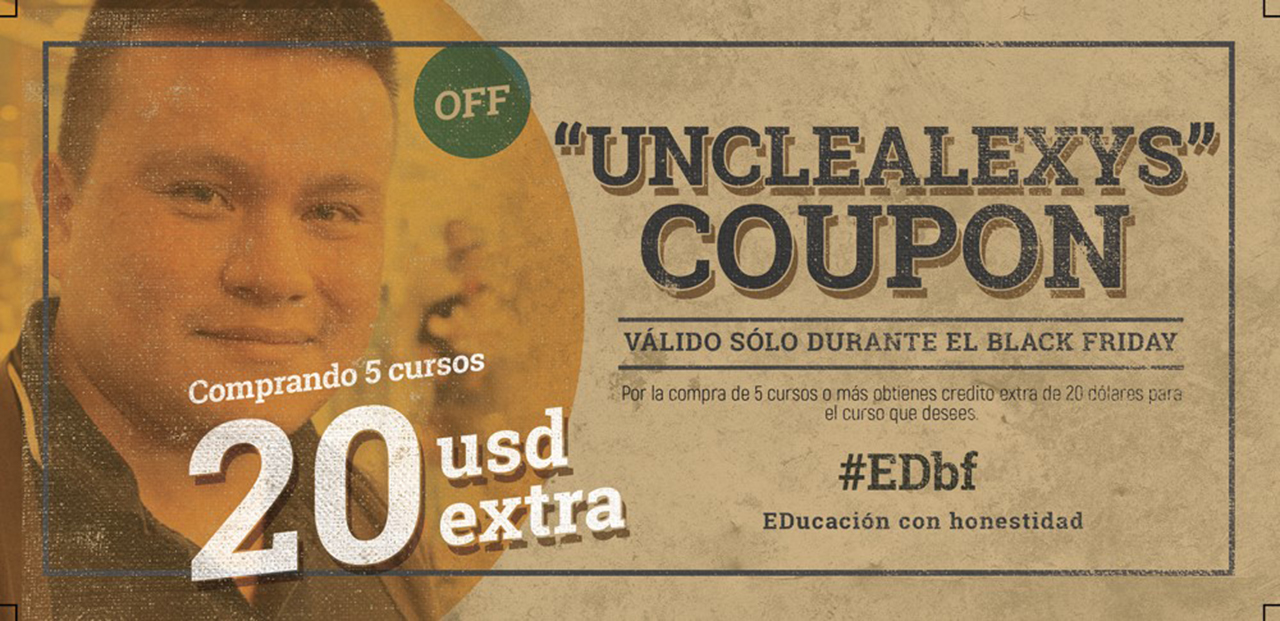 OFF
“UNCLEALEXYS”
COUPON
VÁLIDO SÓLO DURANTE EL BLACK FRIDAY
Por la compra de 5 cursos o más obtienes credito extra de 20 dólares para
el curso que desees.
#EDbf
EDucación con honestidad
Comprando 5 cursos
20 usd
extra